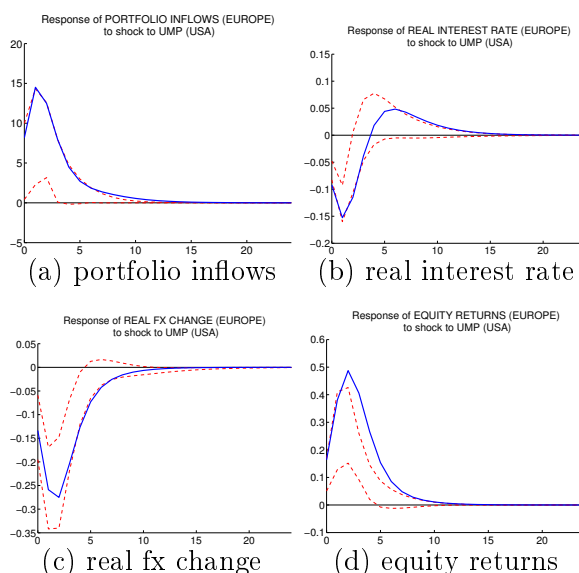 Response of PORTFOLIO INFLOWS (EUROPE)
to shock to UMP (USA)
20
15
10
5
0
−5
0 5 10 15 20
(a) portfolio inflows
Response of REAL INTEREST RATE (EUROPE)
to shock to UMP (USA)
0.15
0.1
0.05
0
−0.05
−0.1
−0.15
−0.2
0 5 10 15 20
(b) real interest rate
Response of REAL FX CHANGE (EUROPE)
to shock to UMP (USA)
0.05
0
−0.05
−0.1
−0.15
−0.2
−0.25
−0.3
−0.35
0 5 10 15 20
(c) real fx change
Response of EQUITY RETURNS (EUROPE)
to shock to UMP (USA)
0.6
0.5
0.4
0.3
0.2
0.1
0
−0.1
0 5 10 15 20
(d) equity returns